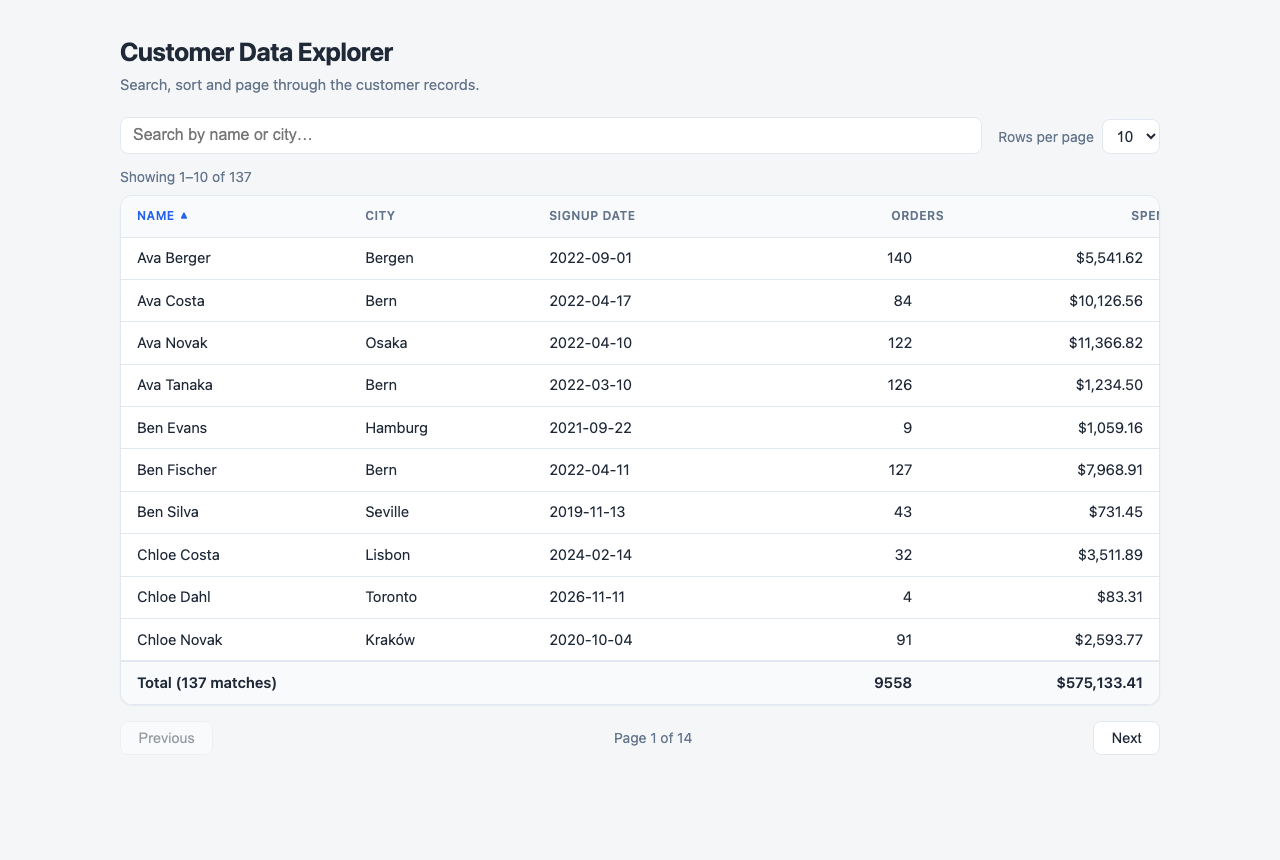 Customer Data Explorer
Search, sort and page through the customer records.
Search by name or city…
Rows per page 10
Showing 1–10 of 137
NAME ▲ CITY SIGNUP DATE ORDERS SPEN
Ava Berger Bergen 2022-09-01 140 $5,541.62
Ava Costa Bern 2022-04-17 84 $10,126.56
Ava Novak Osaka 2022-04-10 122 $11,366.82
Ava Tanaka Bern 2022-03-10 126 $1,234.50
Ben Evans Hamburg 2021-09-22 9 $1,059.16
Ben Fischer Bern 2022-04-11 127 $7,968.91
Ben Silva Seville 2019-11-13 43 $731.45
Chloe Costa Lisbon 2024-02-14 32 $3,511.89
Chloe Dahl Toronto 2026-11-11 4 $83.31
Chloe Novak Kraków 2020-10-04 91 $2,593.77
Total (137 matches) 9558 $575,133.41
Previous Page 1 of 14 Next